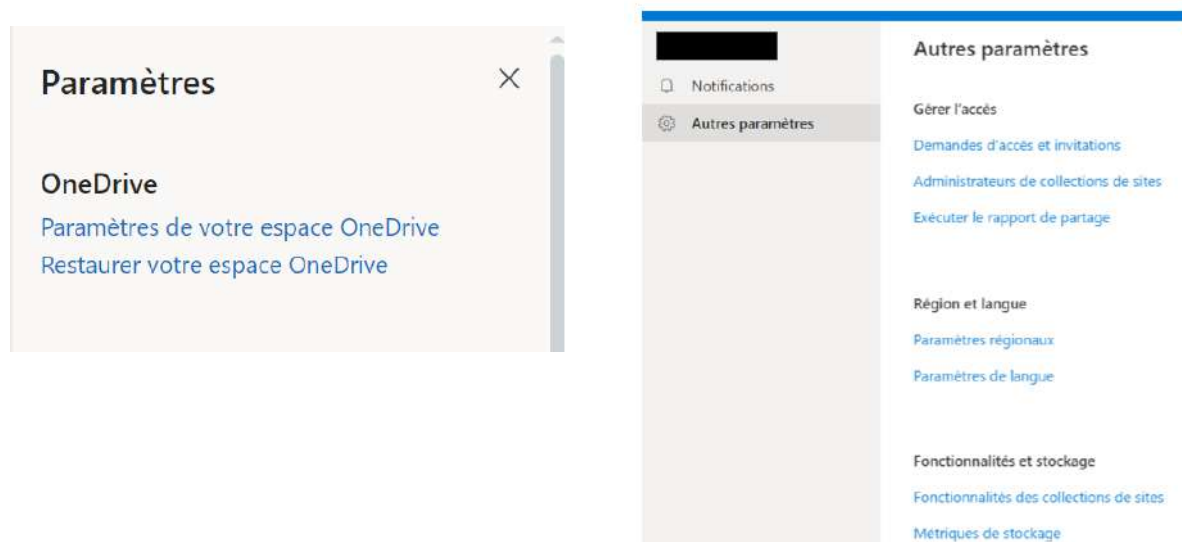 Paramètres
OneDrive
Paramètres de votre espace OneDrive
Restaurer votre espace OneDrive
Notifications
Autres paramètres
Autres paramètres
Gérer l'accès
Demandes d'accès et invitations
Administrateurs de collections de sites
Exécuter le rapport de partage
Région et langue
Paramètres régionaux
Paramètres de langue
Fonctionnalités et stockage
Fonctionnalités des collections de sites
Métriques de stockage